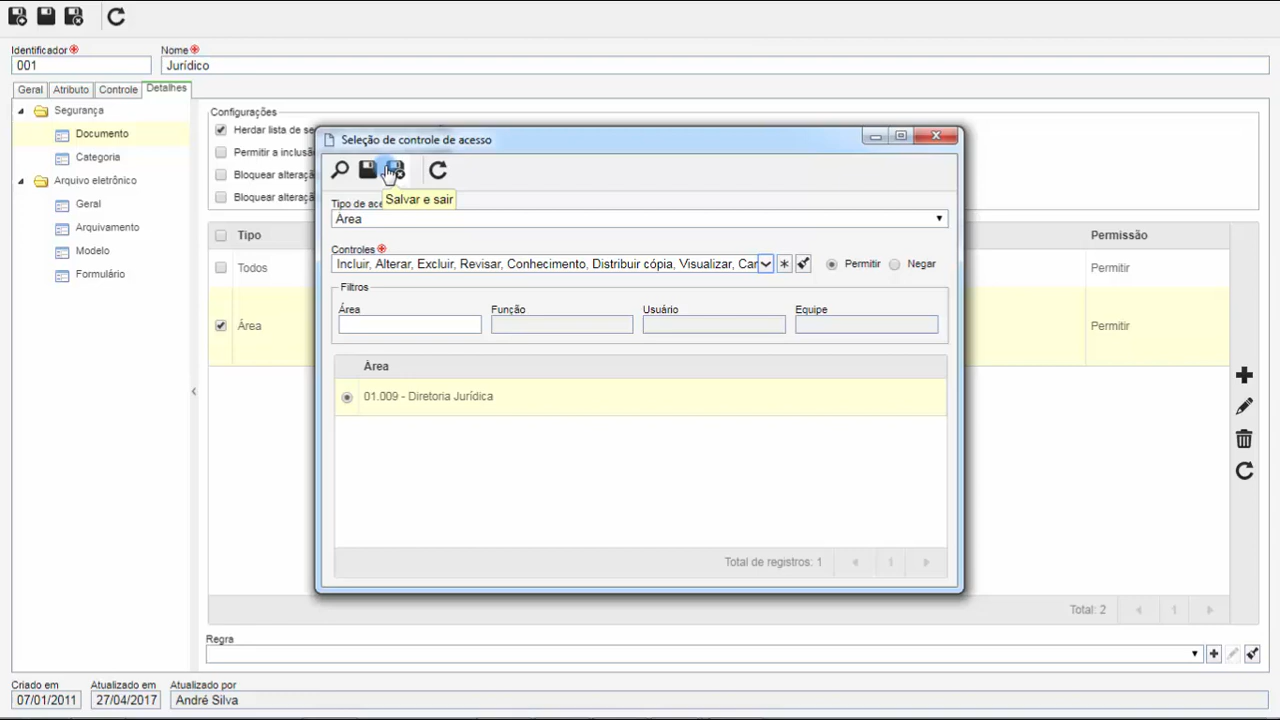 Identificador
Nome
001
Jurídico
Geral
Atributo
Controle
Detalhes
Segurança
Documento
Categoria
Arquivo eletrônico
Geral
Arquivamento
Modelo
Formulário
Configurações
Herdar lista de se
Permitir a inclusã
Bloquear alteraçã
Bloquear alteraçã
Tipo
Permissão
Todos
Permitir
Área
Permitir
Seleção de controle de acesso
Salvar e sair
Tipo de ace
Área
Controles
Incluir, Alterar, Excluir, Revisar, Conhecimento, Distribuir cópia, Visualizar, Can
Permitir
Negar
Filtros
Área
Função
Usuário
Equipe
Área
01.009 - Diretoria Jurídica
Total de registros: 1
1
Total: 2
1
Regra
Criado em
Atualizado em
Atualizado por
07/01/2011
27/04/2017
André Silva